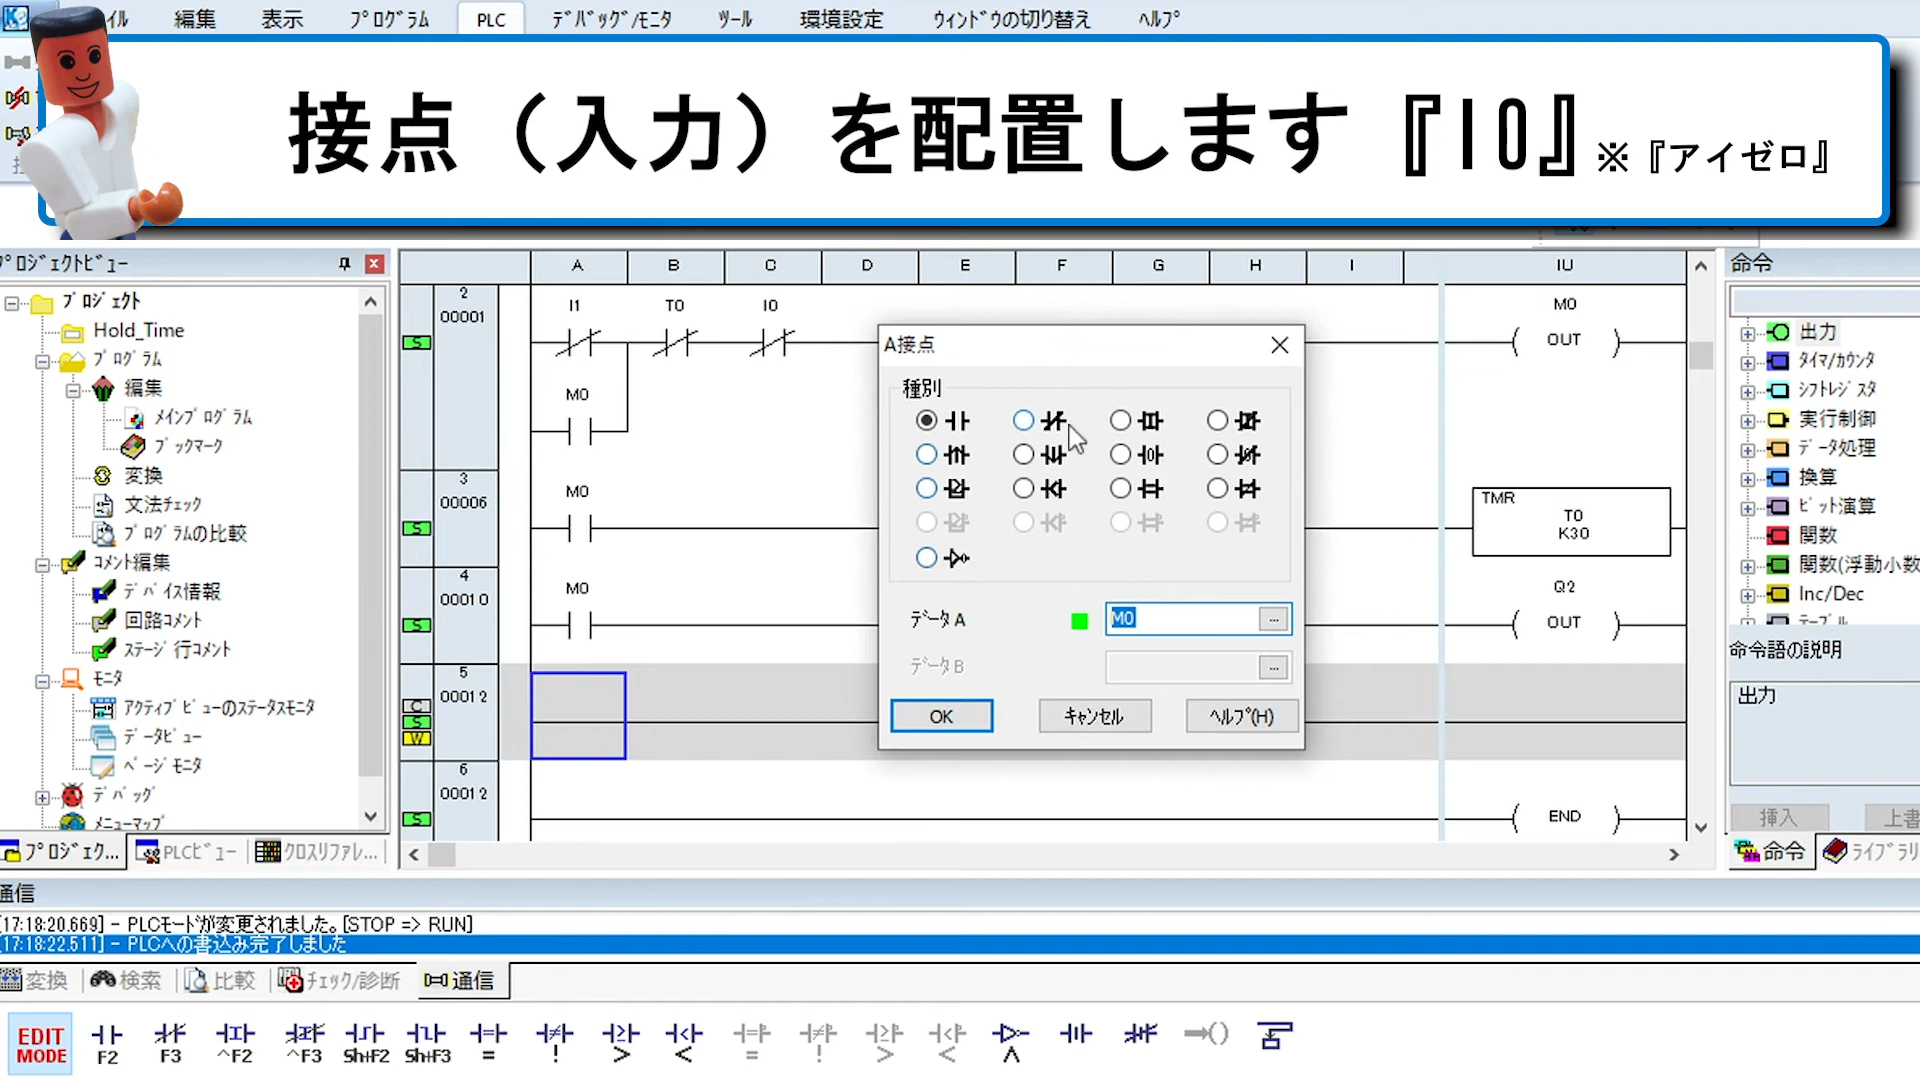 編集 表示 プログラム PLC デバッグ/モニタ ツール 環境設定 ウィンドウの切り替え ヘルプ
接点（入力）を配置します『I0』※『アイゼロ』
プロジェクトビュー
プロジェクト
Hold_Time
プログラム
編集
メインプログラム
ブックマーク
変換
文法チェック
プログラムの比較
コメント編集
デバイス情報
回路コメント
ステージ行コメント
モニタ
アクティブビューのステータスモニタ
データビュー
ページモニタ
デバッグ
メニューマップ
プロジェク... PLCビュー クロスリファレ...
A B C D E F G H I IU
2
00001
S
I1 T0 I0
M0
OUT
M0
3
00006
S
M0
TMR
T0
K30
4
00010
S
M0
Q2
OUT
5
00012
C
S
W
6
00012
S
END
A接点
種別
データA M0 ...
データB ...
OK キャンセル ヘルプ(H)
命令
出力
タイマ/カウンタ
シフトレジスタ
実行制御
データ処理
換算
ビット演算
関数
関数(浮動小数
Inc/Dec
テーブル
命令語の説明
出力
挿入 上書
命令 ライブラリ
通信
[17:18:20.669] - PLCモードが変更されました。[STOP => RUN]
[17:18:22.511] - PLCへの書込み完了しました
変換 検索 比較 チェック/診断 通信
EDIT
MODE
F2 F3 ^F2 ^F3 Sh+F2 Sh+F3 = ! > < = ! > <